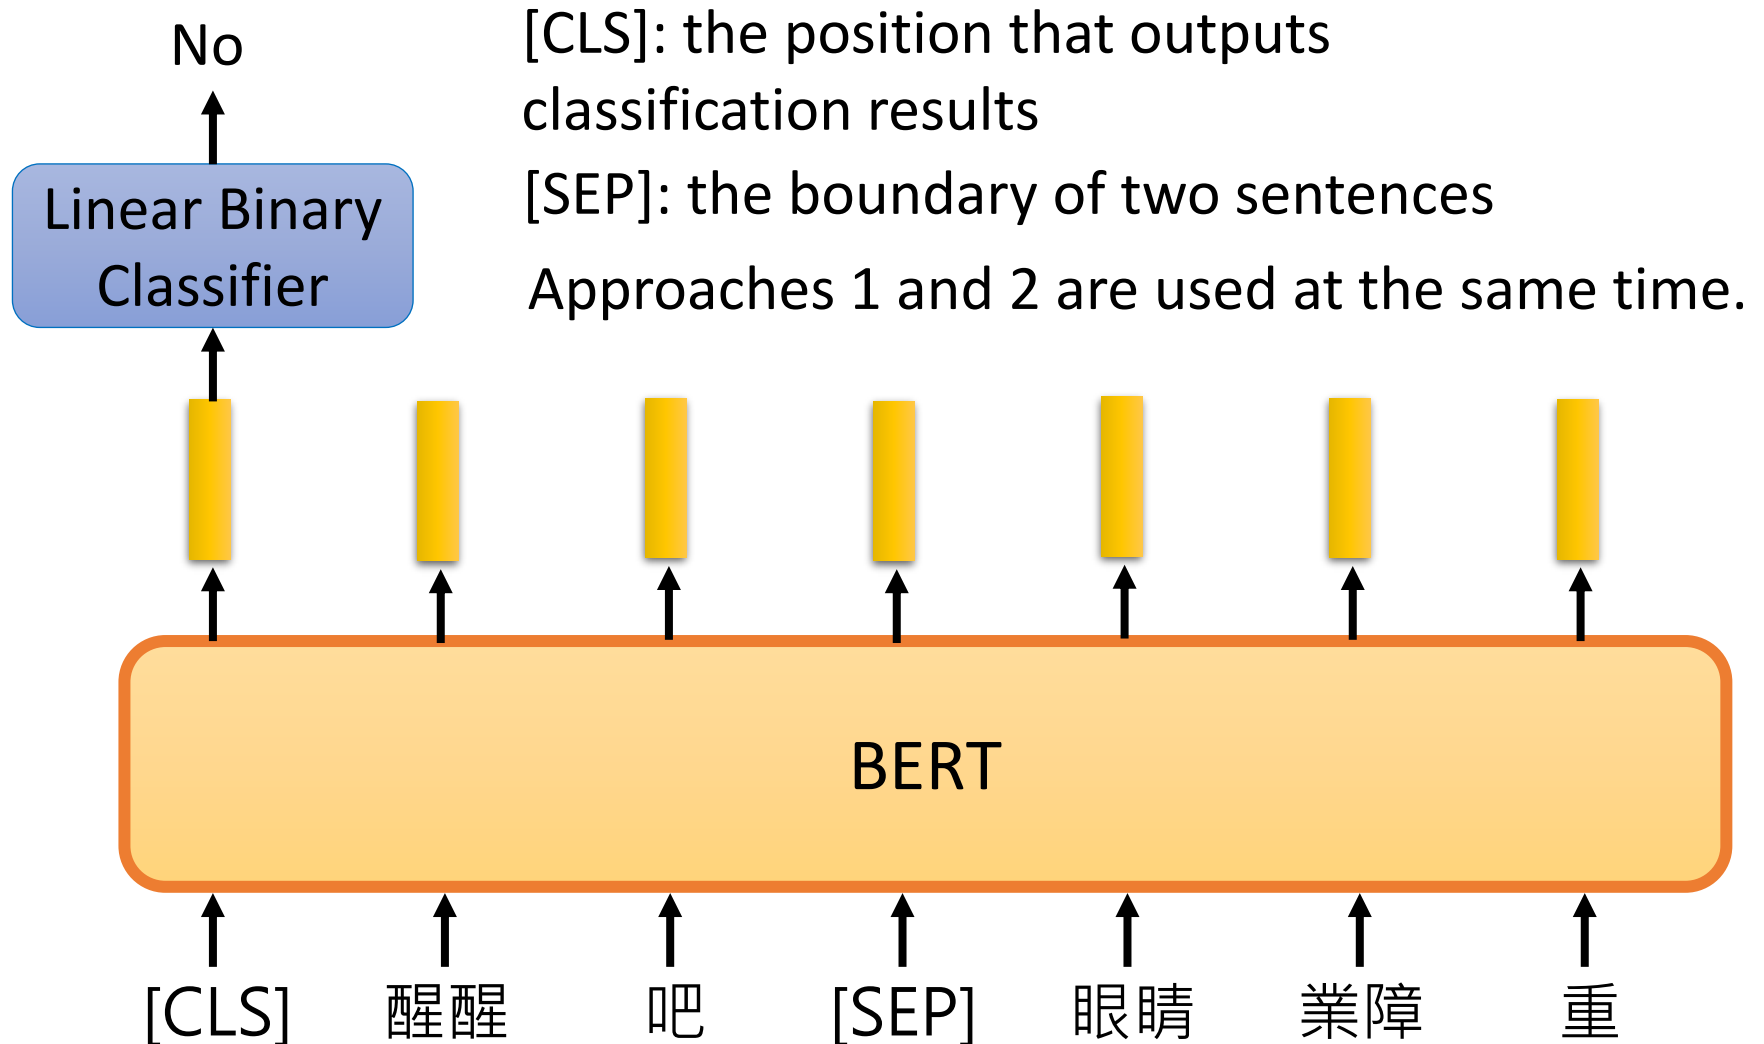 No
[CLS]: the position that outputs
classification results
[SEP]: the boundary of two sentences
Approaches 1 and 2 are used at the same time.
Linear Binary
Classifier
BERT
[CLS] 醒醒 吧 [SEP] 眼睛 業障 重